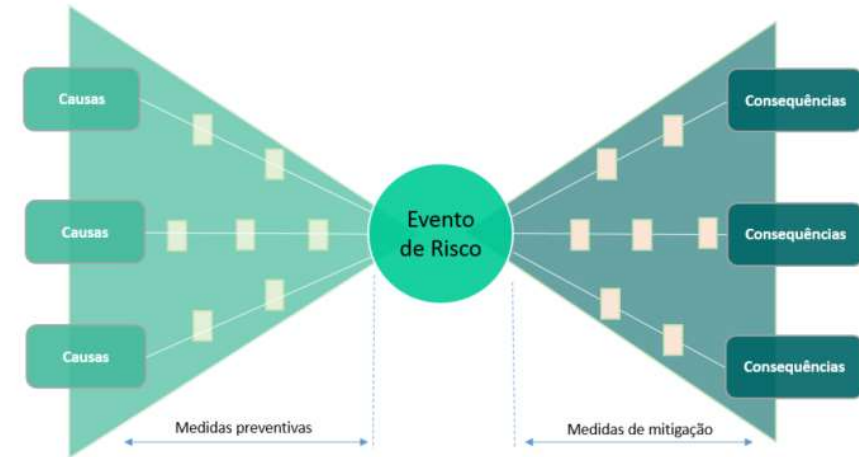 Causas
Consequências
Causas
Evento
de Risco
Consequências
Causas
Consequências
Medidas preventivas
Medidas de mitigação